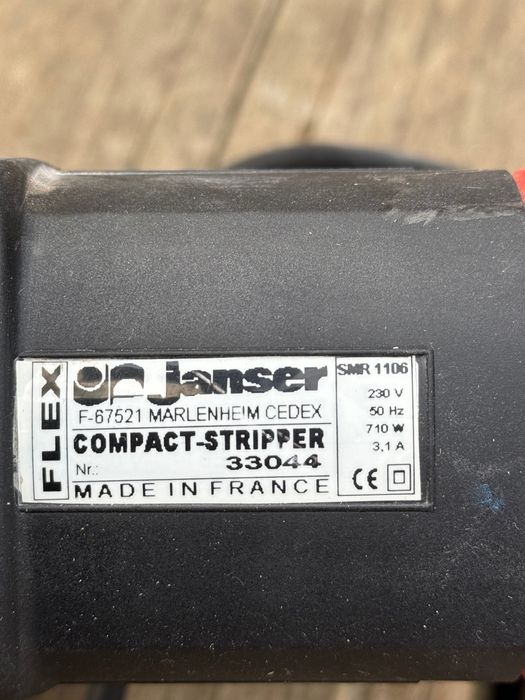 FLEX
janser
F-67521 MARLENHEIM CEDEX
COMPACT-STRIPPER
Nr.: 33044
MADE IN FRANCE
SMR 1106
230 V
50 Hz
710 W
3,1 A
CE